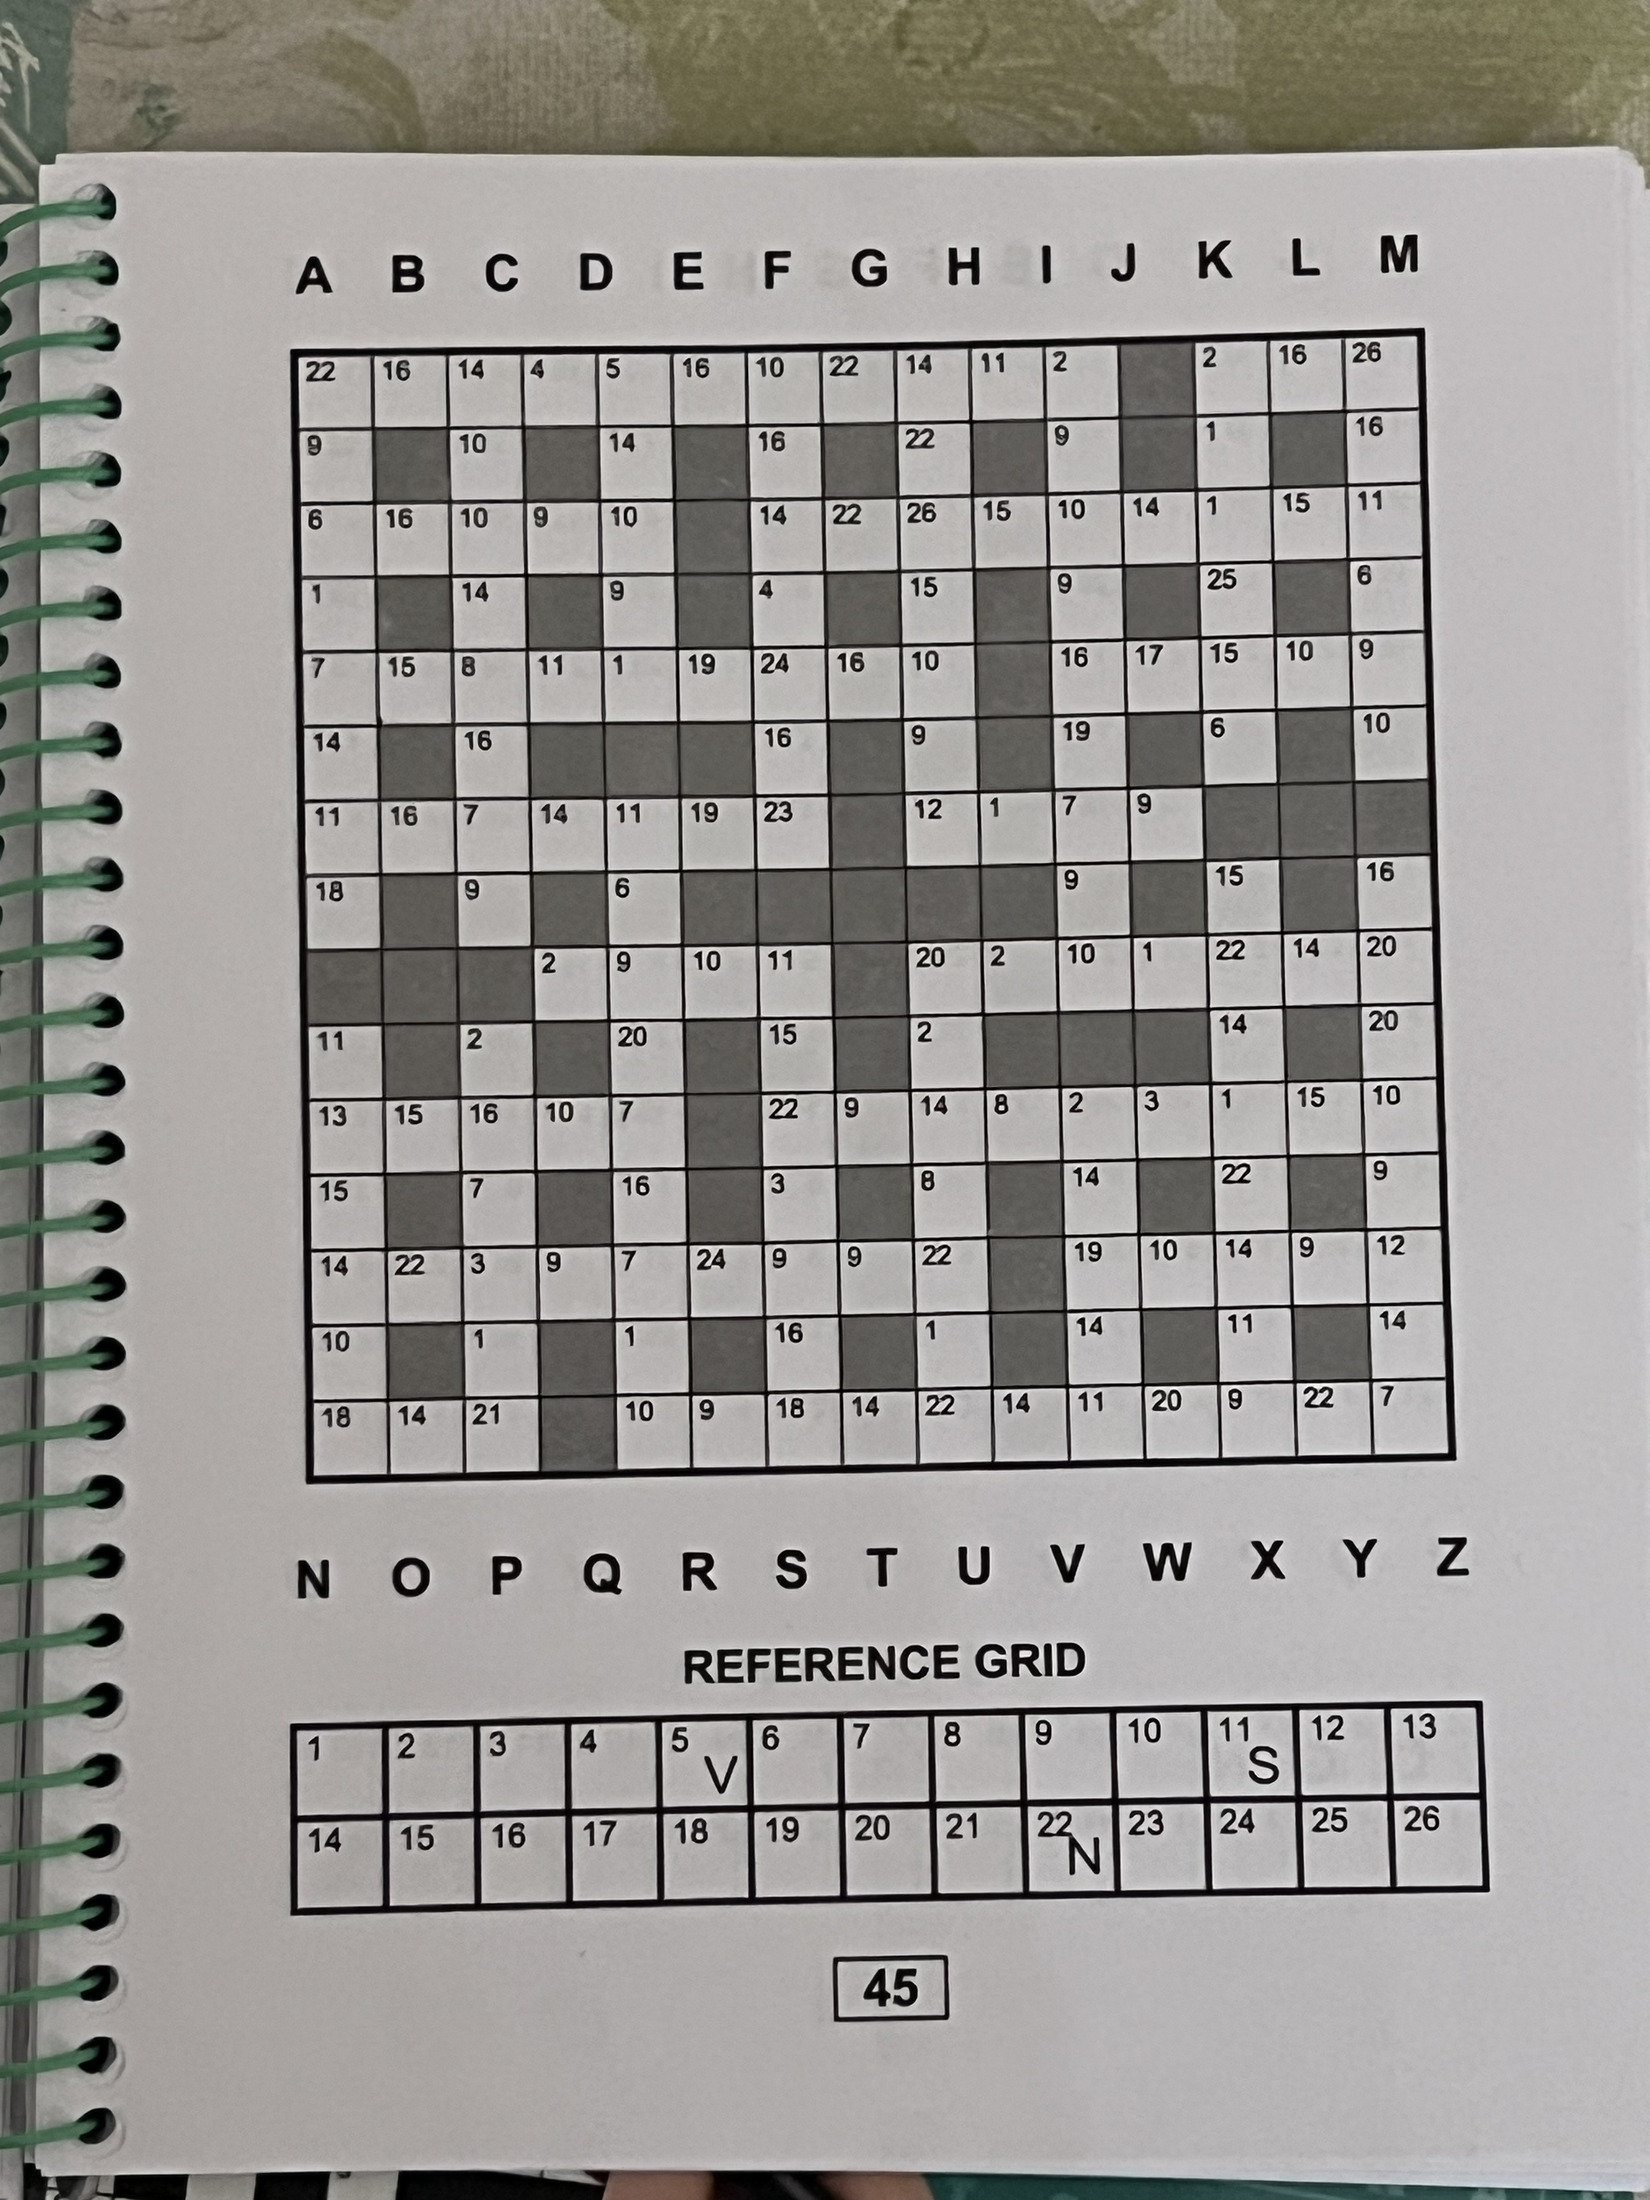 A B C D E F G H I J K L M
22 16 14 4 5 16 10 22 14 11 2 2 16 26
9 10 14 16 22 9 1 16
6 16 10 9 10 14 22 26 15 10 14 1 15 11
1 14 9 4 15 9 25 6
7 15 8 11 1 19 24 16 10 16 17 15 10 9
14 16 16 9 19 6 10
11 16 7 14 11 19 23 12 1 7 9
18 9 6 9 15 16
2 9 10 11 20 2 10 1 22 14 20
11 2 20 15 2 14 20
13 15 16 10 7 22 9 14 8 2 3 1 15 10
15 7 16 3 8 14 22 9
14 22 3 9 7 24 9 9 22 19 10 14 9 12
10 1 1 16 1 14 11 14
18 14 21 10 9 18 14 22 14 11 20 9 22 7
N O P Q R S T U V W X Y Z
REFERENCE GRID
1 2 3 4 5 V 6 7 8 9 10 11 S 12 13
14 15 16 17 18 19 20 21 22 N 23 24 25 26
45